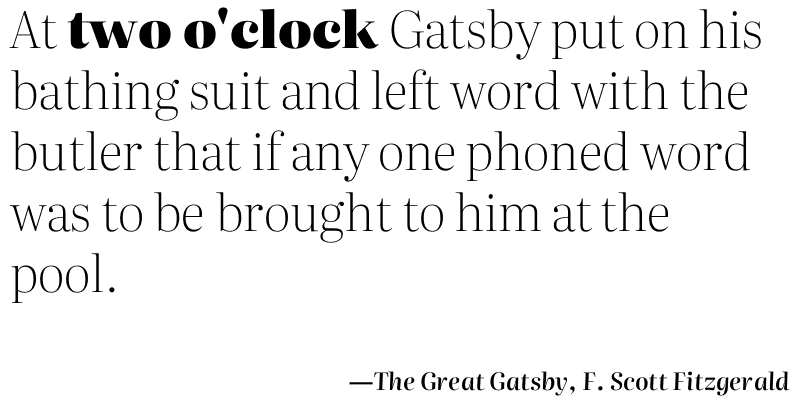 At two o'clock Gatsby put on his
bathing suit and left word with the
butler that if any one phoned word
was to be brought to him at the
pool.
—The Great Gatsby, F. Scott Fitzgerald